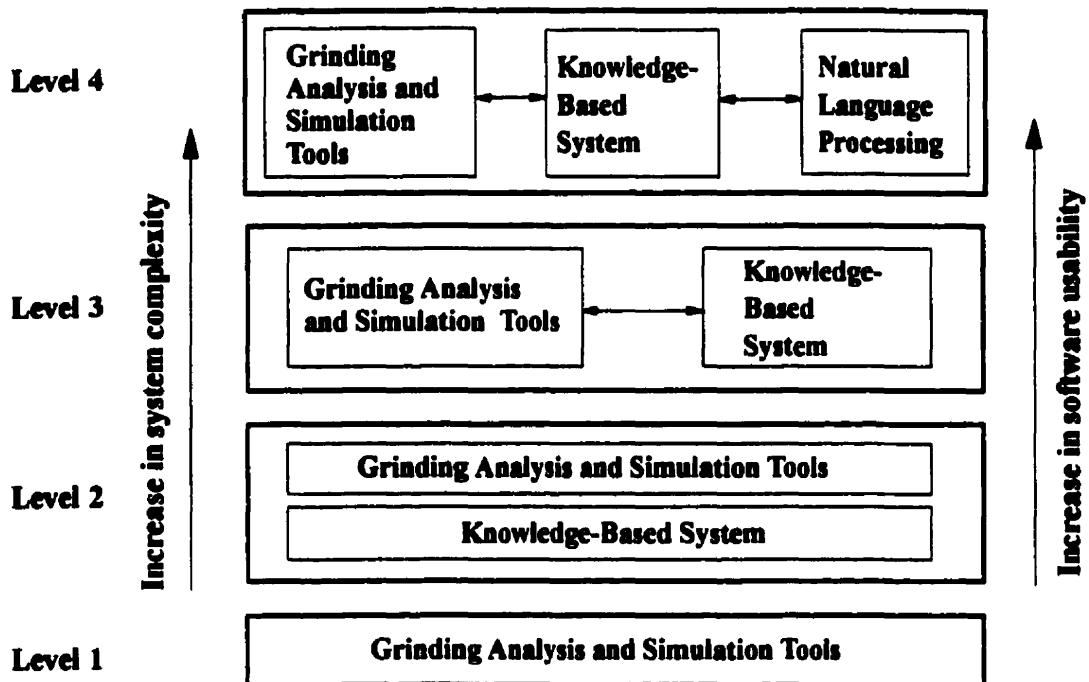 Level 4
Grinding
Analysis and
Simulation
Tools
Knowledge-
Based
System
Natural
Language
Processing
Increase in system complexity
Increase in software usability
Level 3
Grinding Analysis
and Simulation Tools
Knowledge-
Based
System
Level 2
Grinding Analysis and Simulation Tools
Knowledge-Based System
Level 1
Grinding Analysis and Simulation Tools